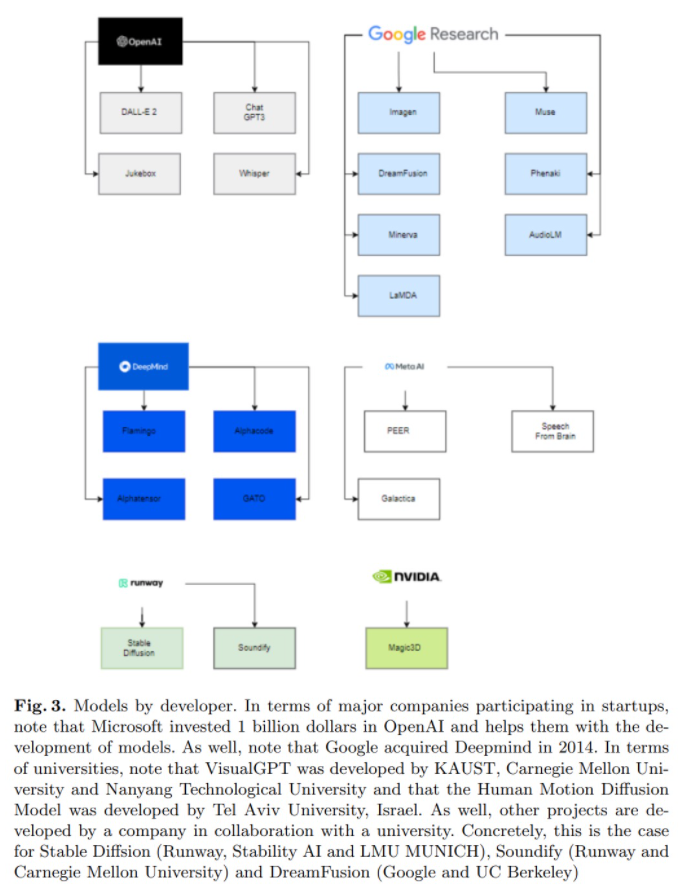 OpenAI
DALL-E 2
Chat
GPT3
Jukebox
Whisper
Google Research
Imagen
Muse
DreamFusion
Phenaki
Minerva
AudioLM
LaMDA
DeepMind
Flamingo
Alphacode
Alphatensor
GATO
Meta AI
PEER
Speech
From Brain
Galactica
runway
Stable
Diffusion
Soundify
NVIDIA
Magic3D
Fig. 3. Models by developer. In terms of major companies participating in startups,
note that Microsoft invested 1 billion dollars in OpenAI and helps them with the de-
velopment of models. As well, note that Google acquired Deepmind in 2014. In terms
of universities, note that VisualGPT was developed by KAUST, Carnegie Mellon Uni-
versity and Nanyang Technological University and that the Human Motion Diffusion
Model was developed by Tel Aviv University, Israel. As well, other projects are de-
veloped by a company in collaboration with a university. Concretely, this is the case
for Stable Diffsion (Runway, Stability AI and LMU MUNICH), Soundify (Runway and
Carnegie Mellon University) and DreamFusion (Google and UC Berkeley)